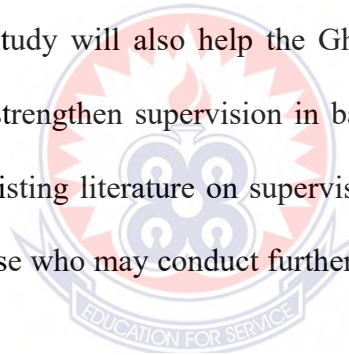 tudy will also help the Gh
strengthen supervision in ba
isting literature on supervis
se who may conduct further
EDUCATION FOR SERVICE